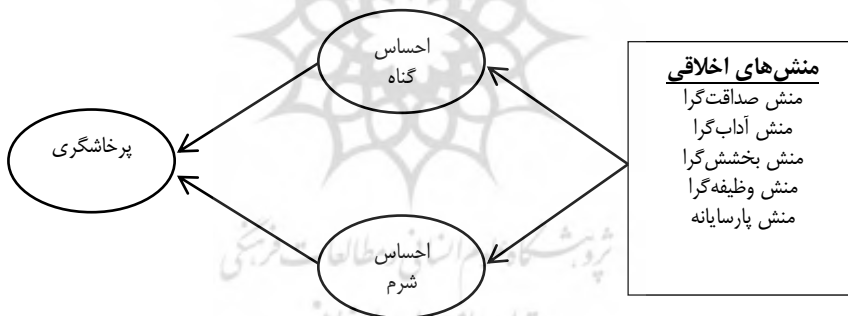 منش‌های اخلاقی
منش صداقت‌گرا
منش آداب‌گرا
منش بخشش‌گرا
منش وظیفه‌گرا
منش پارسایانه
احساس
گناه
احساس
شرم
پرخاشگری